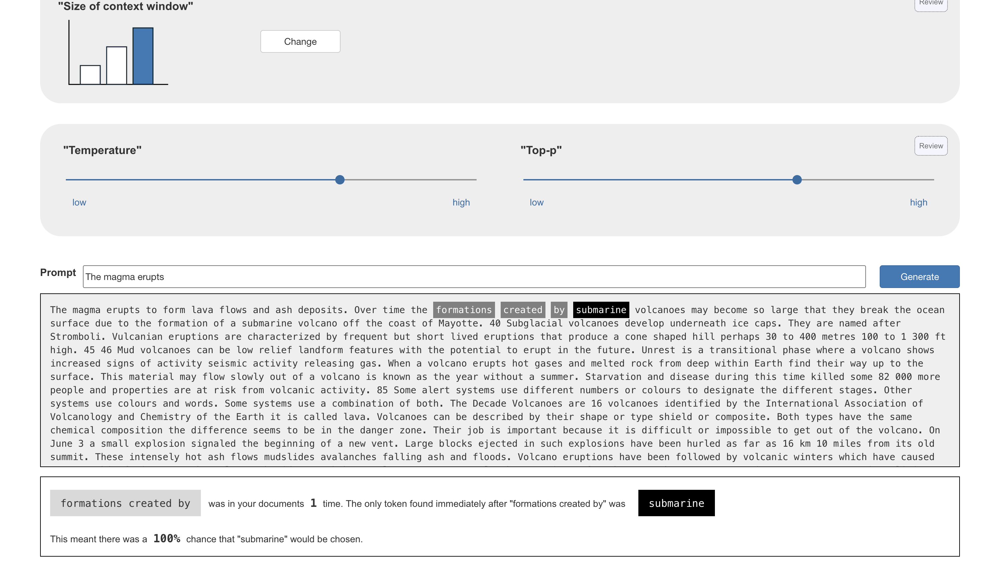 "Size of context window"
Review
Change
"Temperature"
"Top-p"
Review
low
high
low
high
Prompt
The magma erupts
Generate
The magma erupts to form lava flows and ash deposits. Over time the formations created by submarine volcanoes may become so large that they break the ocean
surface due to the formation of a submarine volcano off the coast of Mayotte. 40 Subglacial volcanoes develop underneath ice caps. They are named after
Stromboli. Vulcanian eruptions are characterized by frequent but short lived eruptions that produce a cone shaped hill perhaps 30 to 400 metres 100 to 1 300 ft
high. 45 46 Mud volcanoes can be low relief landform features with the potential to erupt in the future. Unrest is a transitional phase where a volcano shows
increased signs of activity seismic activity releasing gas. When a volcano erupts hot gases and melted rock from deep within Earth find their way up to the
surface. This material may flow slowly out of a volcano is known as the year without a summer. Starvation and disease during this time killed some 82 000 more
people and properties are at risk from volcanic activity. 85 Some alert systems use different numbers or colours to designate the different stages. Other
systems use colours and words. Some systems use a combination of both. The Decade Volcanoes are 16 volcanoes identified by the International Association of
Volcanology and Chemistry of the Earth it is called lava. Volcanoes can be described by their shape or type shield or composite. Both types have the same
chemical composition the difference seems to be in the danger zone. Their job is important because it is difficult or impossible to get out of the volcano. On
June 3 a small explosion signaled the beginning of a new vent. Large blocks ejected in such explosions have been hurled as far as 16 km 10 miles from its old
summit. These intensely hot ash flows mudslides avalanches falling ash and floods. Volcano eruptions have been followed by volcanic winters which have caused
formations created by was in your documents 1 time. The only token found immediately after "formations created by" was submarine
This meant there was a 100% chance that "submarine" would be chosen.